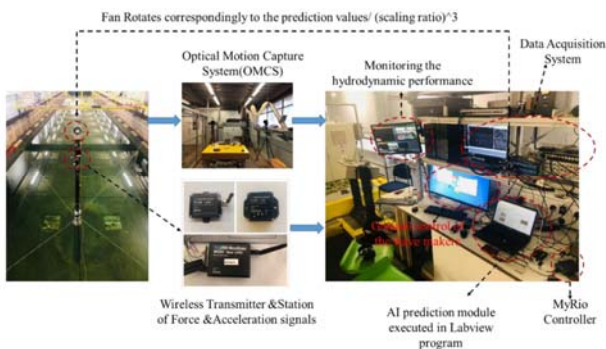 Fan Rotates correspondingly to the prediction values/ (scaling ratio)^3
Optical Motion Capture
System(OMCS)
Monitoring the
hydrodynamic performance
Data Acquisition
System
the wave makers
Wireless Transmitter &Station
of Force &Acceleration signals
AI prediction module
executed in Labview
program
MyRio
Controller